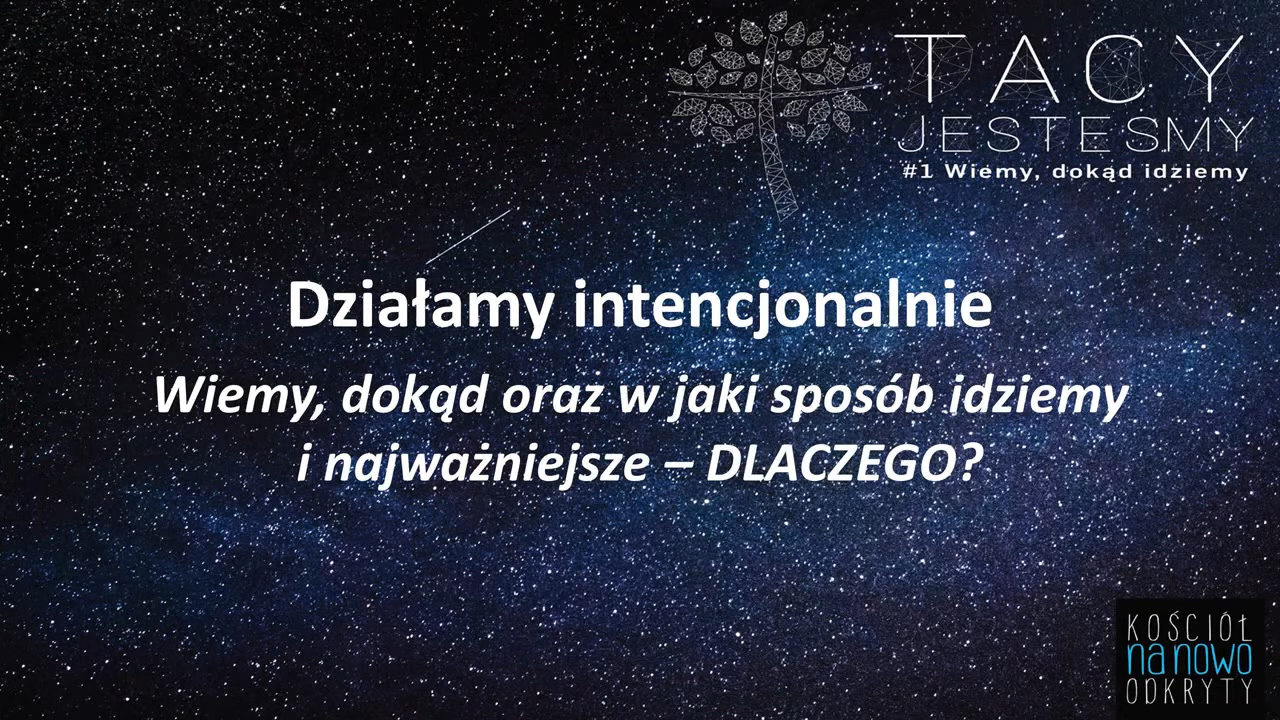 TACY
JESTESMY
#1 Wiemy, dokąd idziemy
Działamy intencjonalnie
Wiemy, dokąd oraz w jaki sposób idziemy
i najważniejsze – DLACZEGO?
KOŚCIÓŁ
na nowo
ODKRYTY